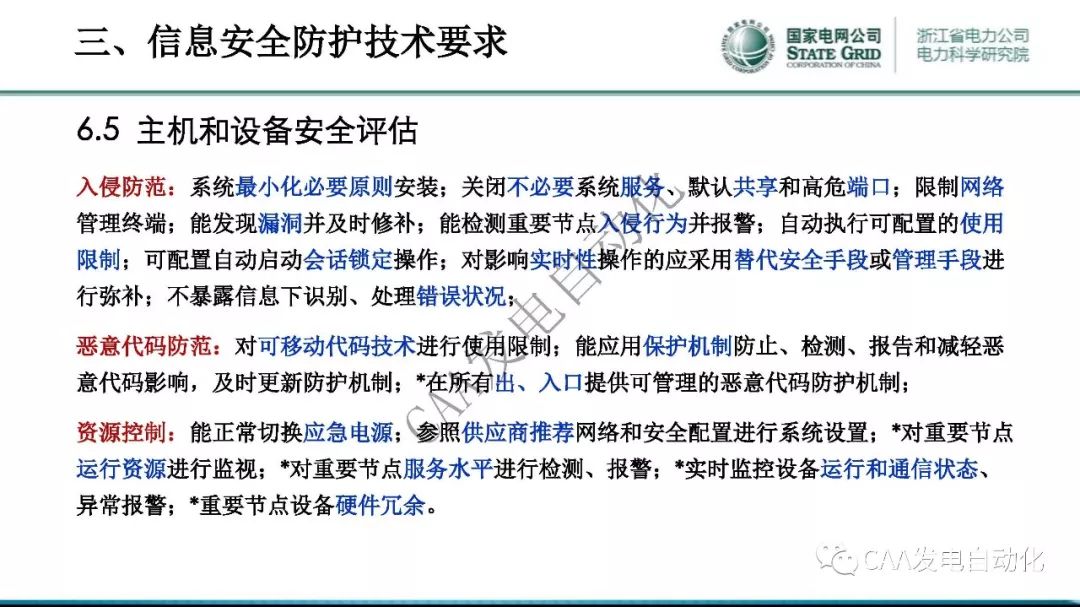 三、信息安全防护技术要求
国家电网公司
STATE GRID
CORPORATION OF CHINA
浙江省电力公司
电力科学研究院
6.5 主机和设备安全评估
入侵防范：系统最小化必要原则安装；关闭不必要系统服务、默认共享和高危端口；限制网络
管理终端；能发现漏洞并及时修补；能检测重要节点入侵行为并报警；自动执行可配置的使用
限制；可配置自动启动会话锁定操作；对影响实时性操作的应采用替代安全手段或管理手段进
行弥补；不暴露信息下识别、处理错误状况；
恶意代码防范：对可移动代码技术进行使用限制；能应用保护机制防止、检测、报告和减轻恶
意代码影响，及时更新防护机制；*在所有出、入口提供可管理的恶意代码防护机制；
资源控制：能正常切换应急电源；参照供应商推荐网络和安全配置进行系统设置；*对重要节点
运行资源进行监视；*对重要节点服务水平进行检测、报警；*实时监控设备运行和通信状态、
异常报警；*重要节点设备硬件冗余。
CAA发电自动化
CAA发电自动化